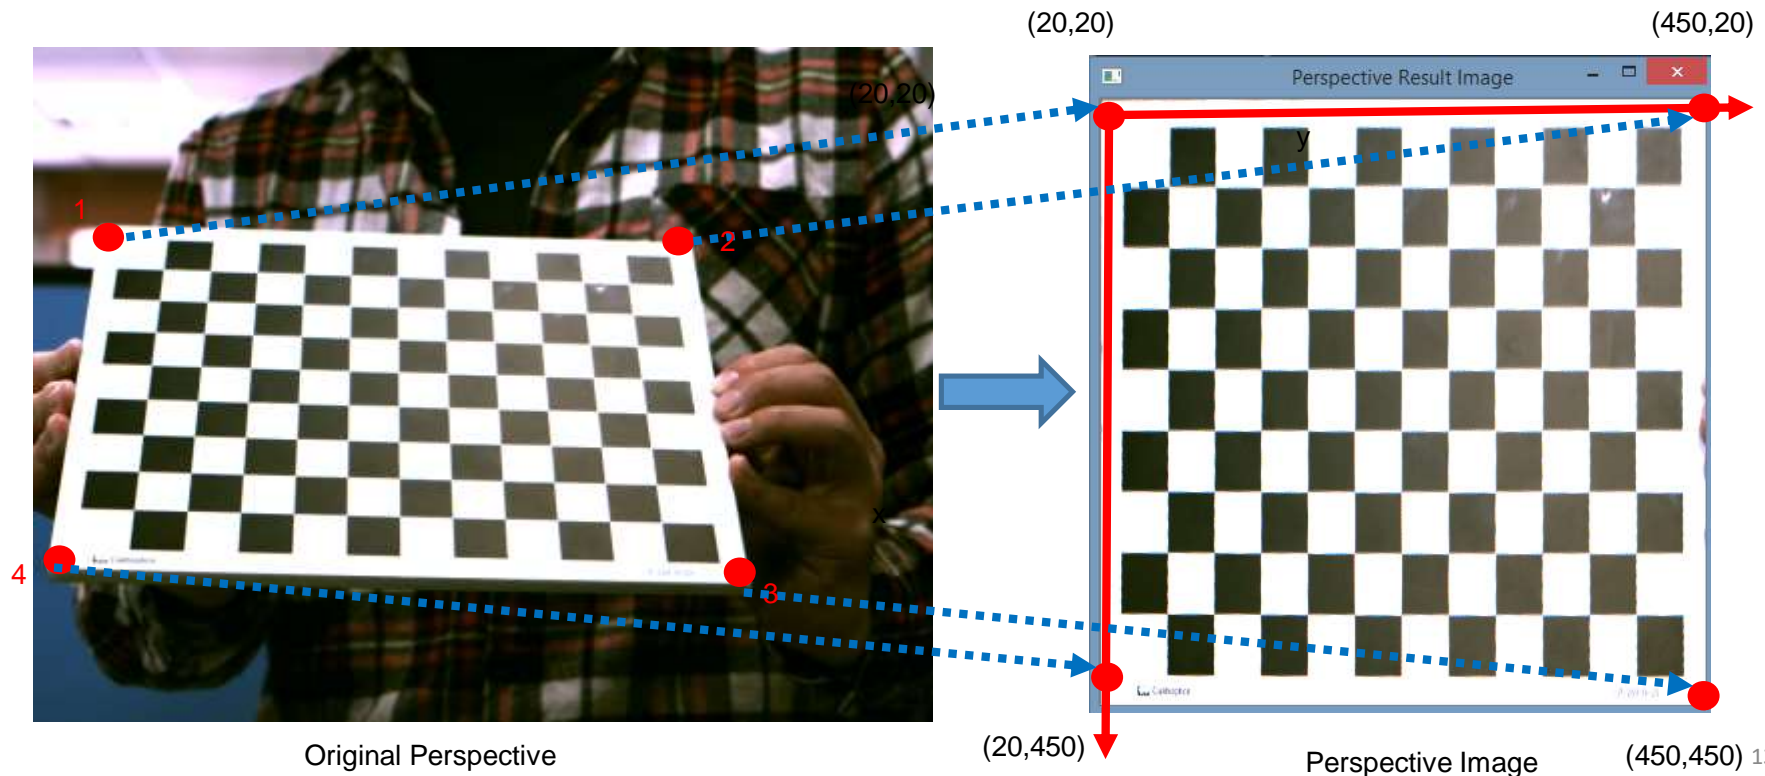 (20,20)
(450,20)
Perspective Result Image
(20,20)
y
1
2
x
4
3
Caliboptics
(20,450)
Original Perspective
Perspective Image
(450,450)